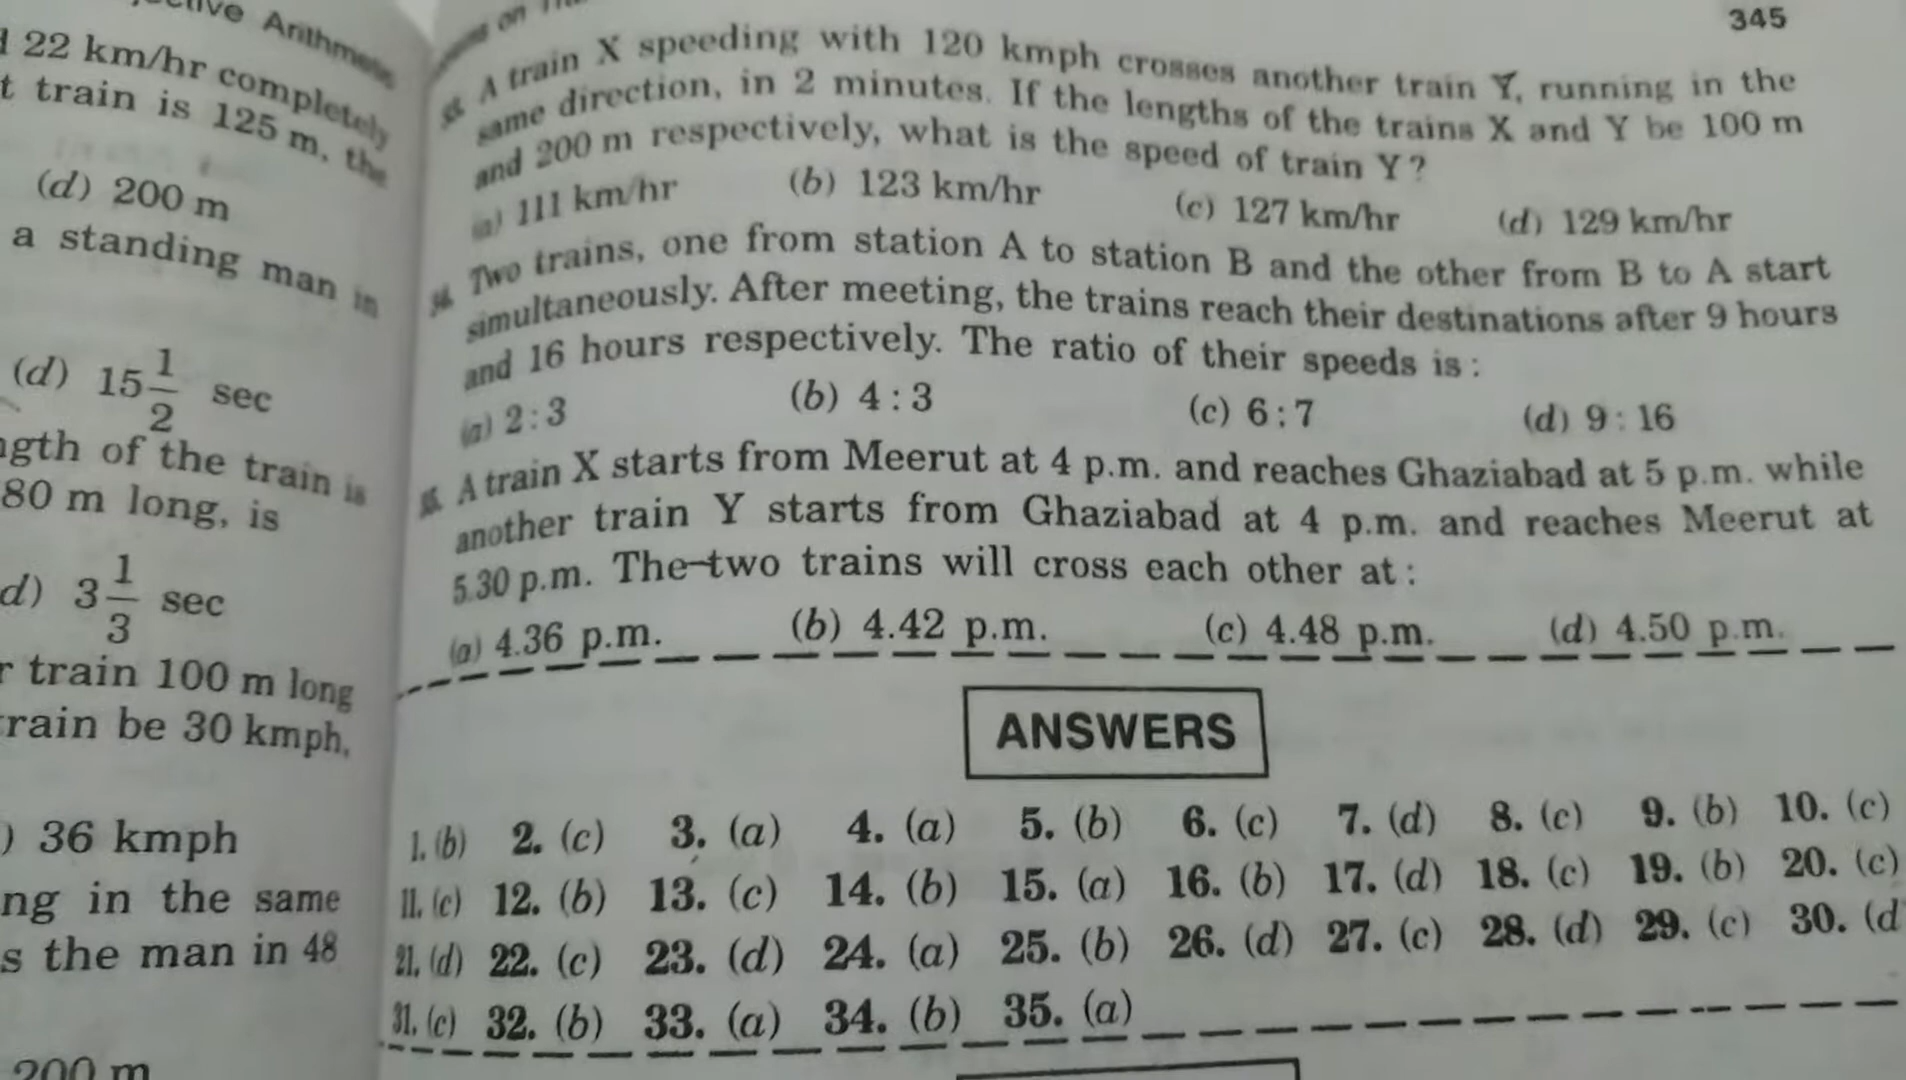 Arithmetic
22 km/hr completely
t train is 125 m, the
(d) 200 m
a standing man in
(d) 15 1/2 sec
ngth of the train is
80 m long, is
d) 3 1/3 sec
r train 100 m long
rain be 30 kmph,
) 36 kmph
ng in the same
s the man in 48
200 m
on
345
A train X speeding with 120 kmph crosses another train Y, running in the
same direction, in 2 minutes. If the lengths of the trains X and Y be 100 m
and 200 m respectively, what is the speed of train Y?
(a) 111 km/hr (b) 123 km/hr (c) 127 km/hr (d) 129 km/hr
Two trains, one from station A to station B and the other from B to A start
simultaneously. After meeting, the trains reach their destinations after 9 hours
and 16 hours respectively. The ratio of their speeds is :
(a) 2 : 3 (b) 4 : 3 (c) 6 : 7 (d) 9 : 16
A train X starts from Meerut at 4 p.m. and reaches Ghaziabad at 5 p.m. while
another train Y starts from Ghaziabad at 4 p.m. and reaches Meerut at
5.30 p.m. The two trains will cross each other at :
(a) 4.36 p.m. (b) 4.42 p.m. (c) 4.48 p.m. (d) 4.50 p.m.
ANSWERS
1. (b) 2. (c) 3. (a) 4. (a) 5. (b) 6. (c) 7. (d) 8. (c) 9. (b) 10. (c)
11. (c) 12. (b) 13. (c) 14. (b) 15. (a) 16. (b) 17. (d) 18. (c) 19. (b) 20. (c)
21. (d) 22. (c) 23. (d) 24. (a) 25. (b) 26. (d) 27. (c) 28. (d) 29. (c) 30. (d
31. (c) 32. (b) 33. (a) 34. (b) 35. (a)